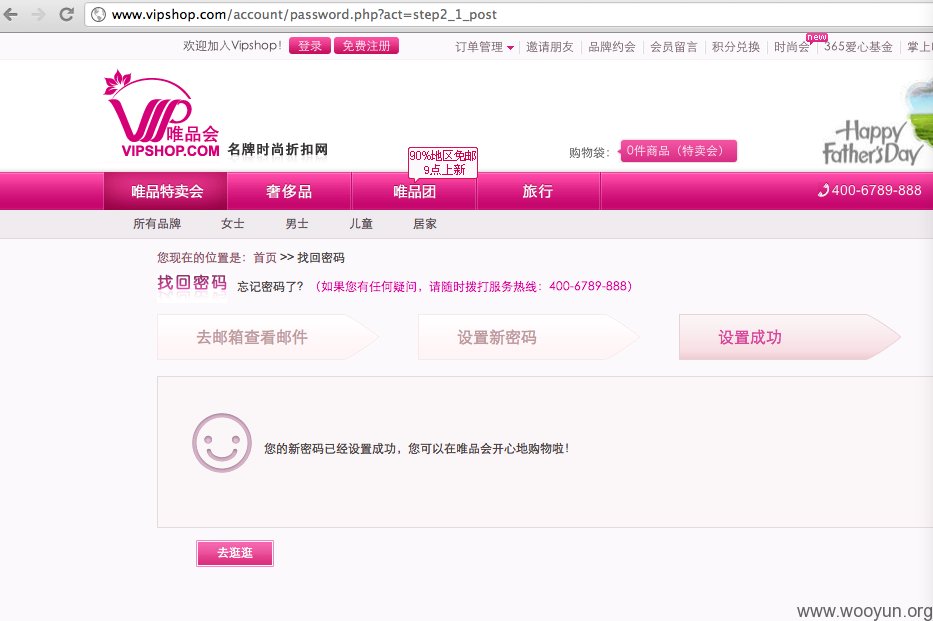 www.vipshop.com/account/password.php?act=step2_1_post
欢迎加入Vipshop! 登录 免费注册 订单管理 邀请朋友 品牌约会 会员留言 积分兑换 时尚会 new 365爱心基金 掌上
VIP 唯品会
VIPSHOP.COM 名牌时尚折扣网
购物袋: 0件商品（特卖会）
Happy
Father'sDay
90%地区免邮
9点上新
唯品特卖会 奢侈品 唯品团 旅行 400-6789-888
所有品牌 女士 男士 儿童 居家
您现在的位置是: 首页 >> 找回密码
找回密码 忘记密码了？（如果您有任何疑问，请随时拨打服务热线: 400-6789-888）
去邮箱查看邮件 设置新密码 设置成功
您的新密码已经设置成功，您可以在唯品会开心地购物啦!
去逛逛
www.wooyun.org